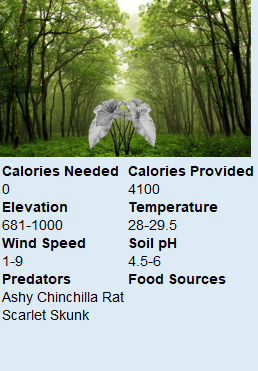 Calories Needed Calories Provided
0 4100
Elevation Temperature
681-1000 28-29.5
Wind Speed Soil pH
1-9 4.5-6
Predators Food Sources
Ashy Chinchilla Rat
Scarlet Skunk